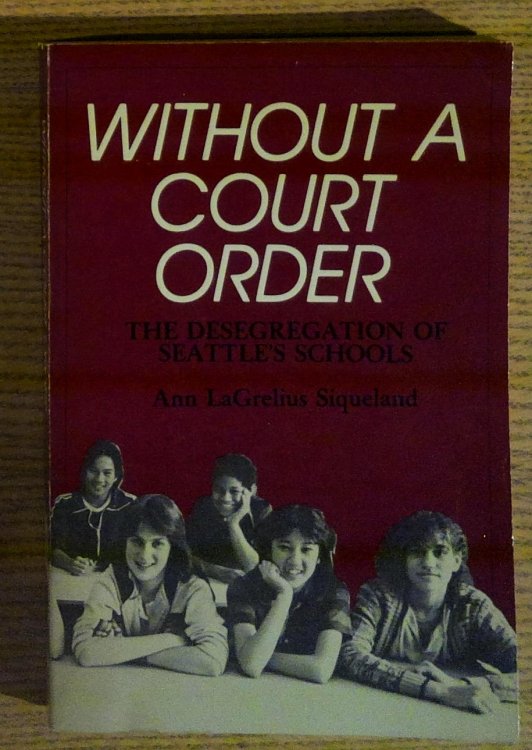 WITHOUT A
COURT
ORDER
THE DESEGREGATION OF
SEATTLE'S SCHOOLS
Ann LaGrelius Siqueland